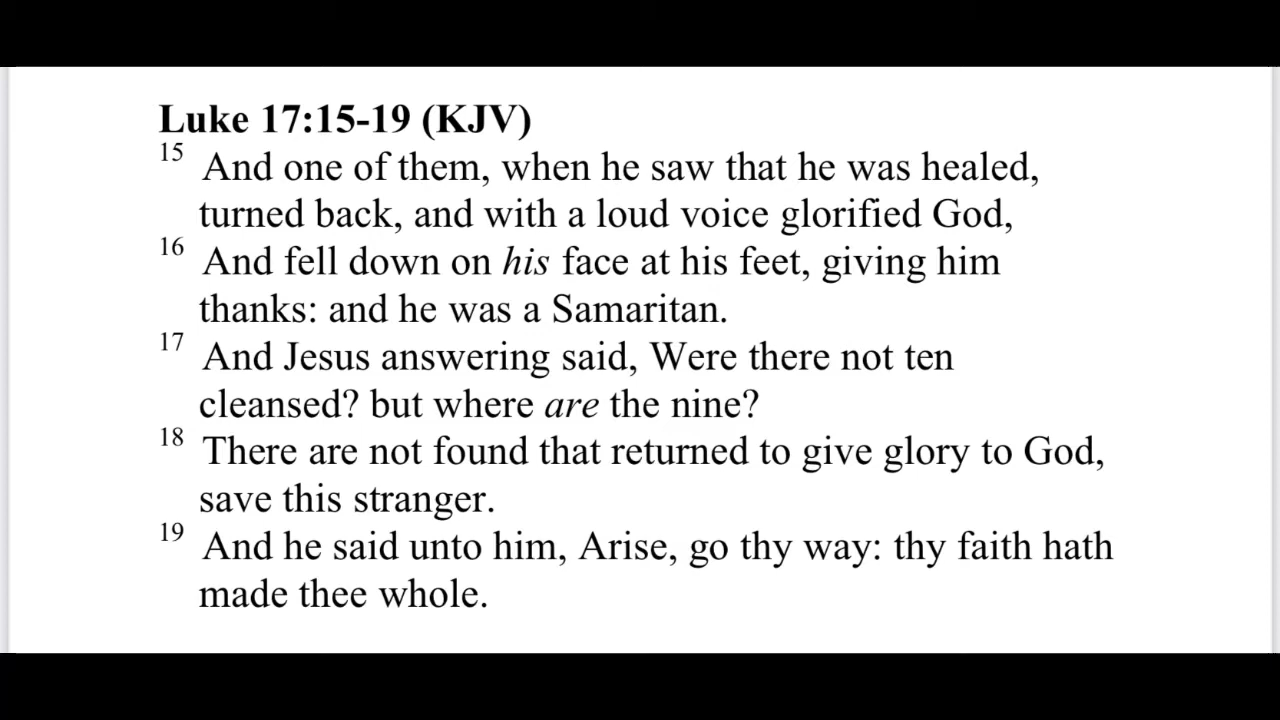 Luke 17:15-19 (KJV)
15 And one of them, when he saw that he was healed,
turned back, and with a loud voice glorified God,
16 And fell down on his face at his feet, giving him
thanks: and he was a Samaritan.
17 And Jesus answering said, Were there not ten
cleansed? but where are the nine?
18 There are not found that returned to give glory to God,
save this stranger.
19 And he said unto him, Arise, go thy way: thy faith hath
made thee whole.